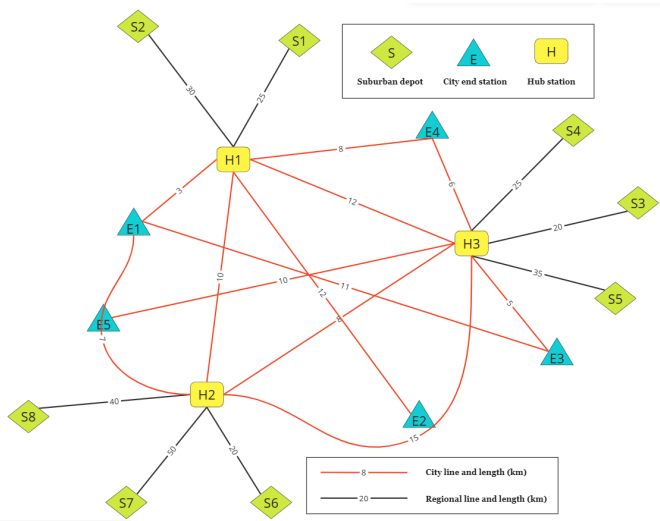 S2
S1
S
E
H
Suburban depot
City end station
Hub station
30
25
E4
S4
8
H1
6
25
3
12
S3
E1
20
H3
10
35
10
11
12
S5
5
E5
8
7
E3
H2
40
S8
E2
15
50
20
S7
S6
8
City line and length (km)
20
Regional line and length (km)